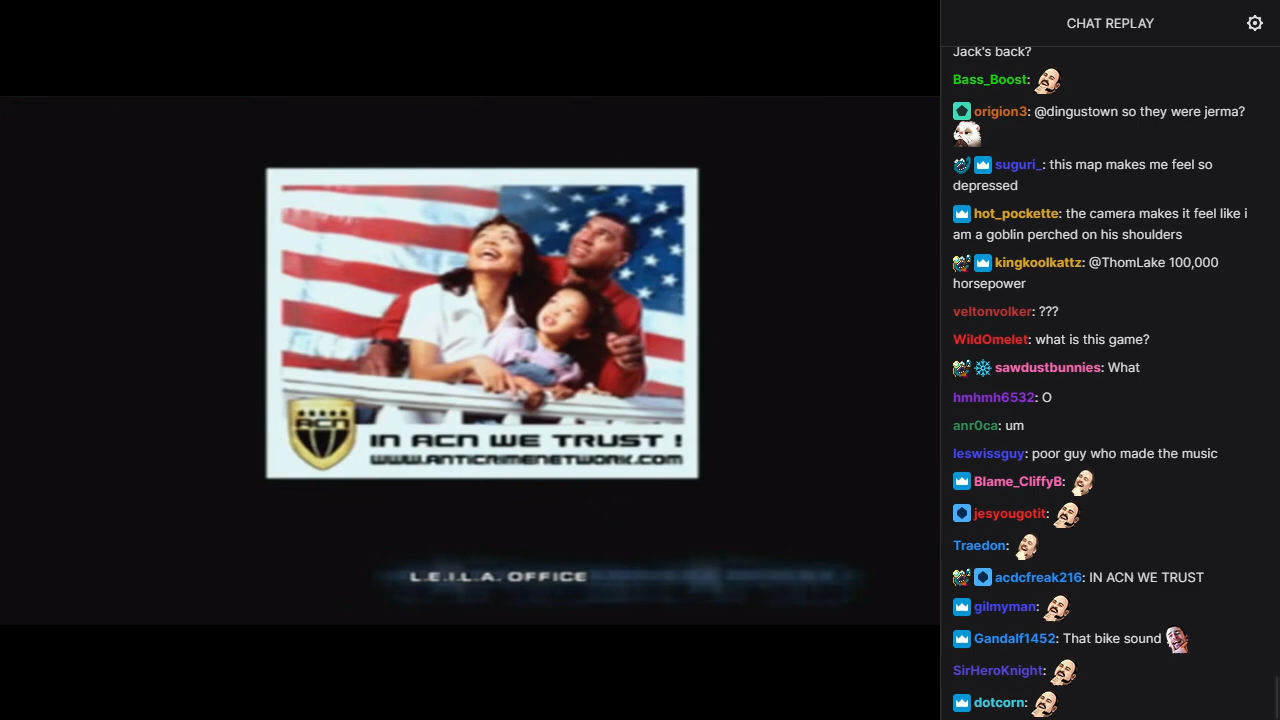 ACN
IN ACN WE TRUST !
WWW.ANTICRIMENETWORK.COM
L.E.I.L.A. OFFICE
CHAT REPLAY
Jack's back?
Bass_Boost:
origion3: @dingustown so they were jerma?
suguri_: this map makes me feel so
depressed
hot_pockette: the camera makes it feel like i
am a goblin perched on his shoulders
kingkoolkattz: @ThomLake 100,000
horsepower
veltonvolker: ???
WildOmelet: what is this game?
sawdustbunnies: What
hmhmh6532: O
anr0ca: um
leswissguy: poor guy who made the music
Blame_CliffyB:
jesyougotit:
Traedon:
acdcfreak216: IN ACN WE TRUST
gilmyman:
Gandalf1452: That bike sound
SirHeroKnight:
dotcorn: